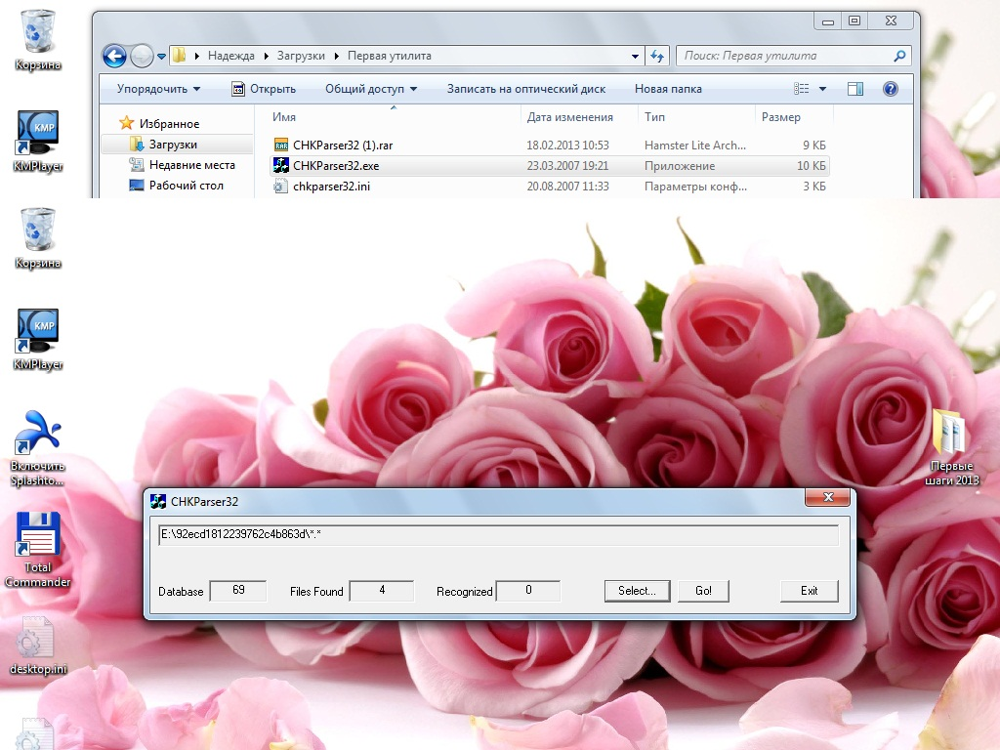 Корзина
KMP
KMPlayer
Надежда
Загрузки
Первая утилита
Поиск: Первая утилита
Упорядочить
Открыть
Общий доступ
Записать на оптический диск
Новая папка
Избранное
Загрузки
Недавние места
Рабочий стол
Имя Дата изменения Тип Размер
CHKParser32 (1).rar 18.02.2013 10:53 Hamster Lite Arch... 9 КБ
CHKParser32.exe 23.03.2007 19:21 Приложение 10 КБ
chkparser32.ini 20.08.2007 11:33 Параметры конф... 3 КБ
Корзина
KMP
KMPlayer
Включить
Splashto...
Total
Commander
desktop.ini
Первые
шаги 2013
CHKParser32
E:\92ecd1812239762c4b863d\*.*
Database 69 Files Found 4 Recognized 0 Select... Go! Exit